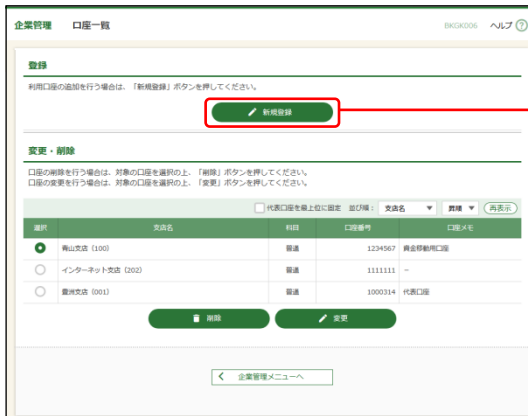 企業管理 口座一覧 BKGK006 ヘルプ ?
登録
利用口座の追加を行う場合は、「新規登録」ボタンを押してください。
新規登録
変更・削除
口座の削除を行う場合は、対象の口座を選択の上、「削除」ボタンを押してください。
口座の変更を行う場合は、対象の口座を選択の上、「変更」ボタンを押してください。
代表口座を最上位に固定 並び順： 支店名 ▼ 昇順 ▼ 再表示
選択 支店名 科目 口座番号 口座メモ
青山支店（100） 普通 1234567 資金移動用口座
インターネット支店（202） 普通 1111111 －
豊洲支店（001） 普通 1000314 代表口座
削除 変更
企業管理メニューへ